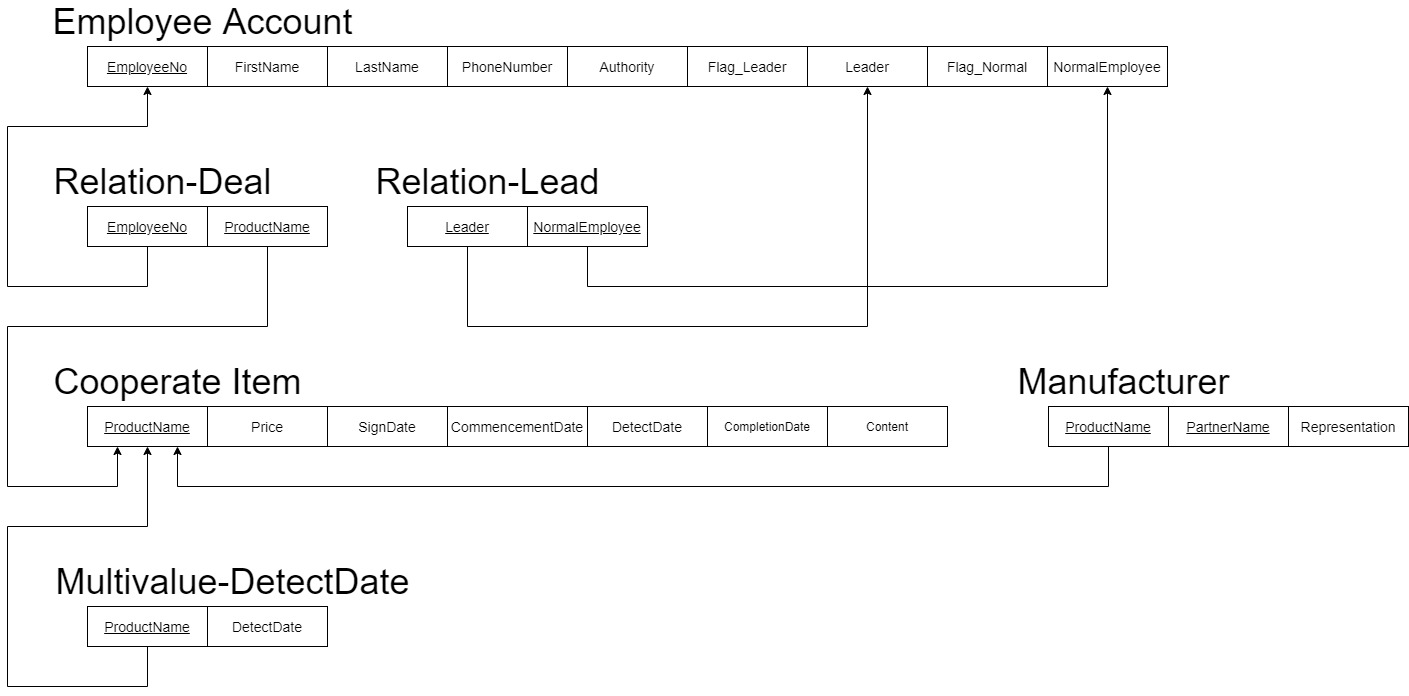 Employee Account
EmployeeNo FirstName LastName PhoneNumber Authority Flag_Leader Leader Flag_Normal NormalEmployee
Relation-Deal
EmployeeNo ProductName
Relation-Lead
Leader NormalEmployee
Cooperate Item
ProductName Price SignDate CommencementDate DetectDate CompletionDate Content
Manufacturer
ProductName PartnerName Representation
Multivalue-DetectDate
ProductName DetectDate